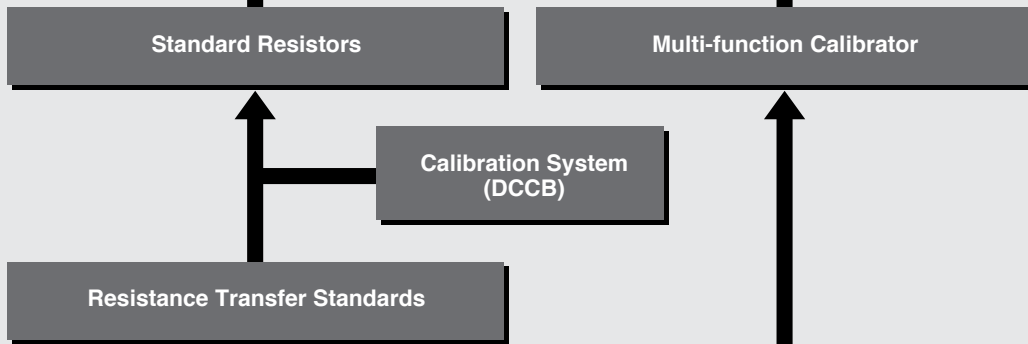 Standard Resistors
Multi-function Calibrator
Calibration System
(DCCB)
Resistance Transfer Standards